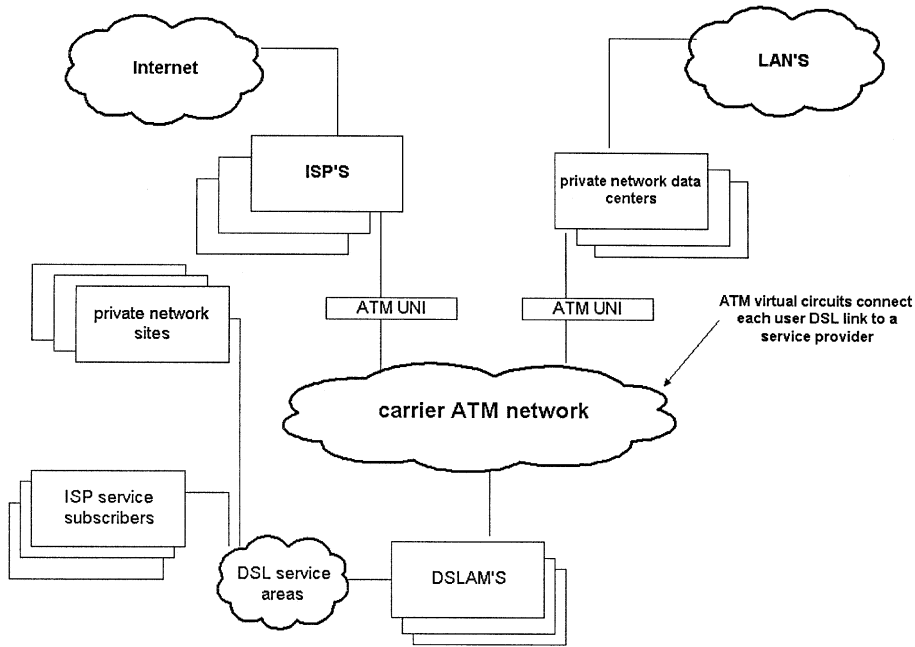 Internet
LAN'S
ISP'S
private network data
centers
ATM UNI
ATM UNI
ATM virtual circuits connect
each user DSL link to a
service provider
private network
sites
carrier ATM network
ISP service
subscribers
DSL service
areas
DSLAM'S